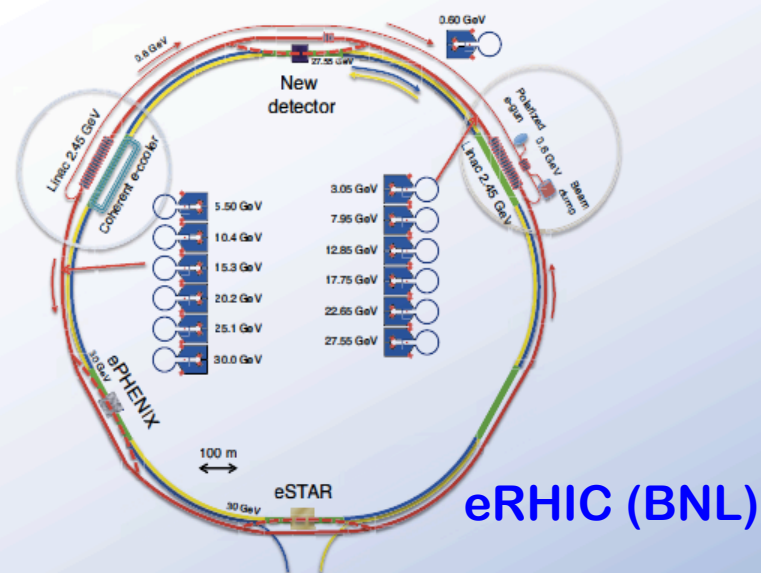 0.60 GeV
0.6 GeV
27.55 GeV
New
detector
Linac 2.45 GeV
Coherent e-cooler
Polarized
e-gun
0.6 GeV
Beam
dump
Linac 2.45 GeV
5.50 GeV
10.4 GeV
15.3 GeV
20.2 GeV
25.1 GeV
30.0 GeV
3.05 GeV
7.95 GeV
12.85 GeV
17.75 GeV
22.65 GeV
27.55 GeV
30 GeV
ePHENIX
100 m
eSTAR
30 GeV
eRHIC (BNL)